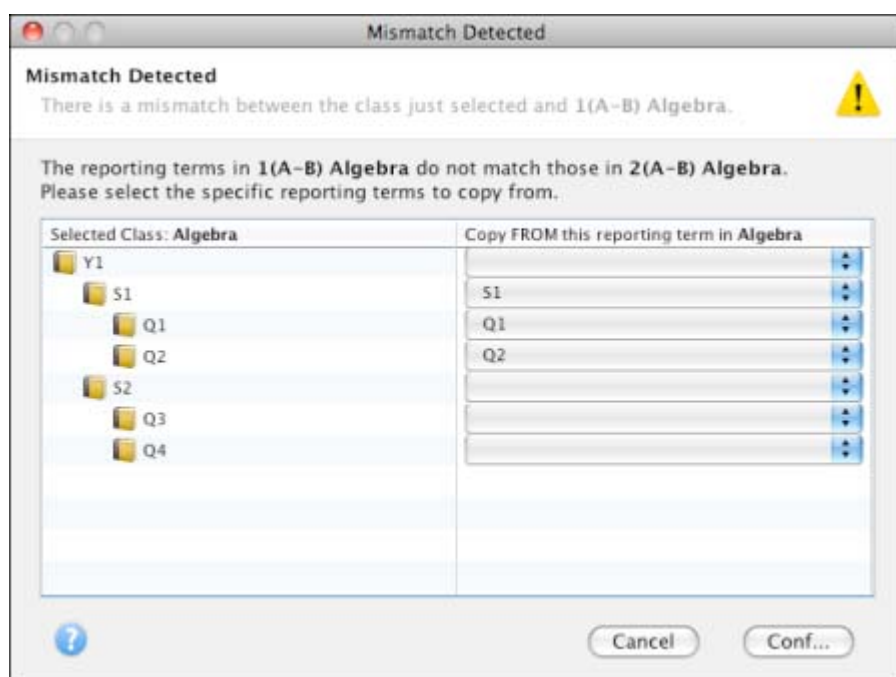 Mismatch Detected
Mismatch Detected
There is a mismatch between the class just selected and 1(A-B) Algebra.
The reporting terms in 1(A-B) Algebra do not match those in 2(A-B) Algebra.
Please select the specific reporting terms to copy from.
Selected Class: Algebra Copy FROM this reporting term in Algebra
Y1
S1 S1
Q1 Q1
Q2 Q2
S2
Q3
Q4
? Cancel Conf...